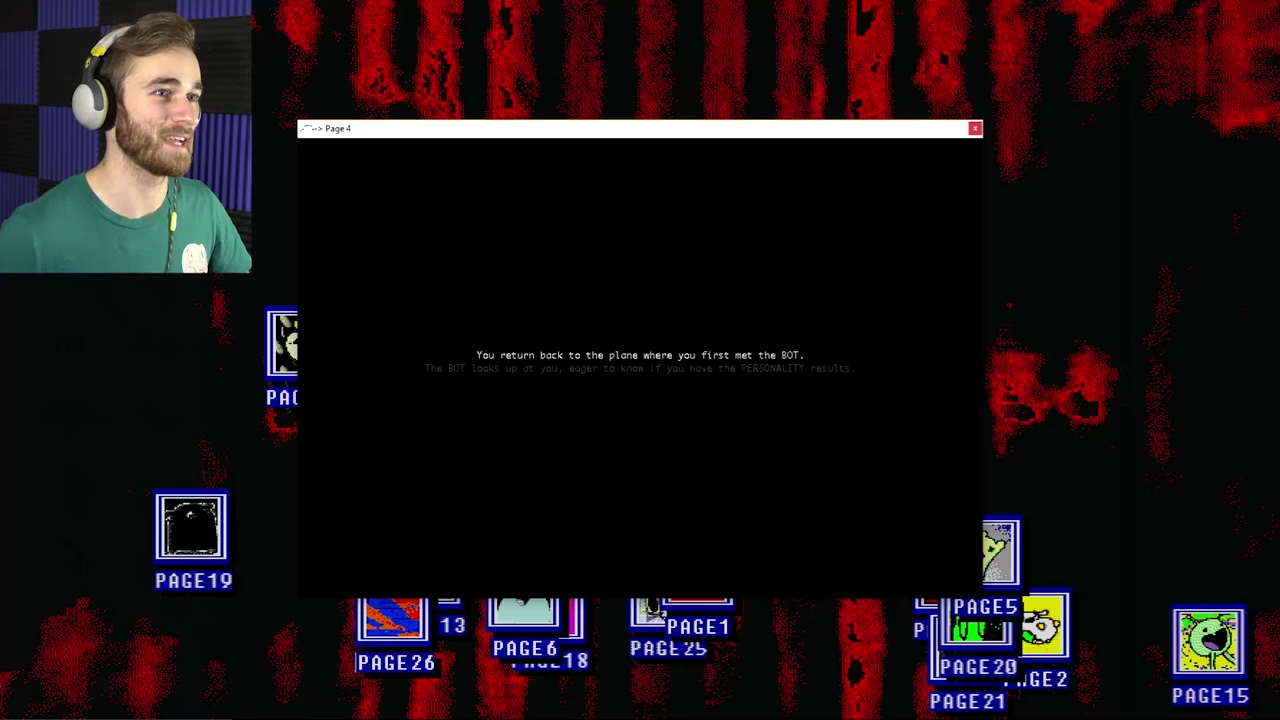 .-⌒--> Page 4
x
You return back to the plane where you first met the BOT.
The BOT looks up at you, eager to know if you have the PERSONALITY results.
PAGE19
PAGE26
13
PAGE6
18
PAGE25
PAGE1
PAGE5
PAGE20
PAGE2
PAGE21
PAGE15